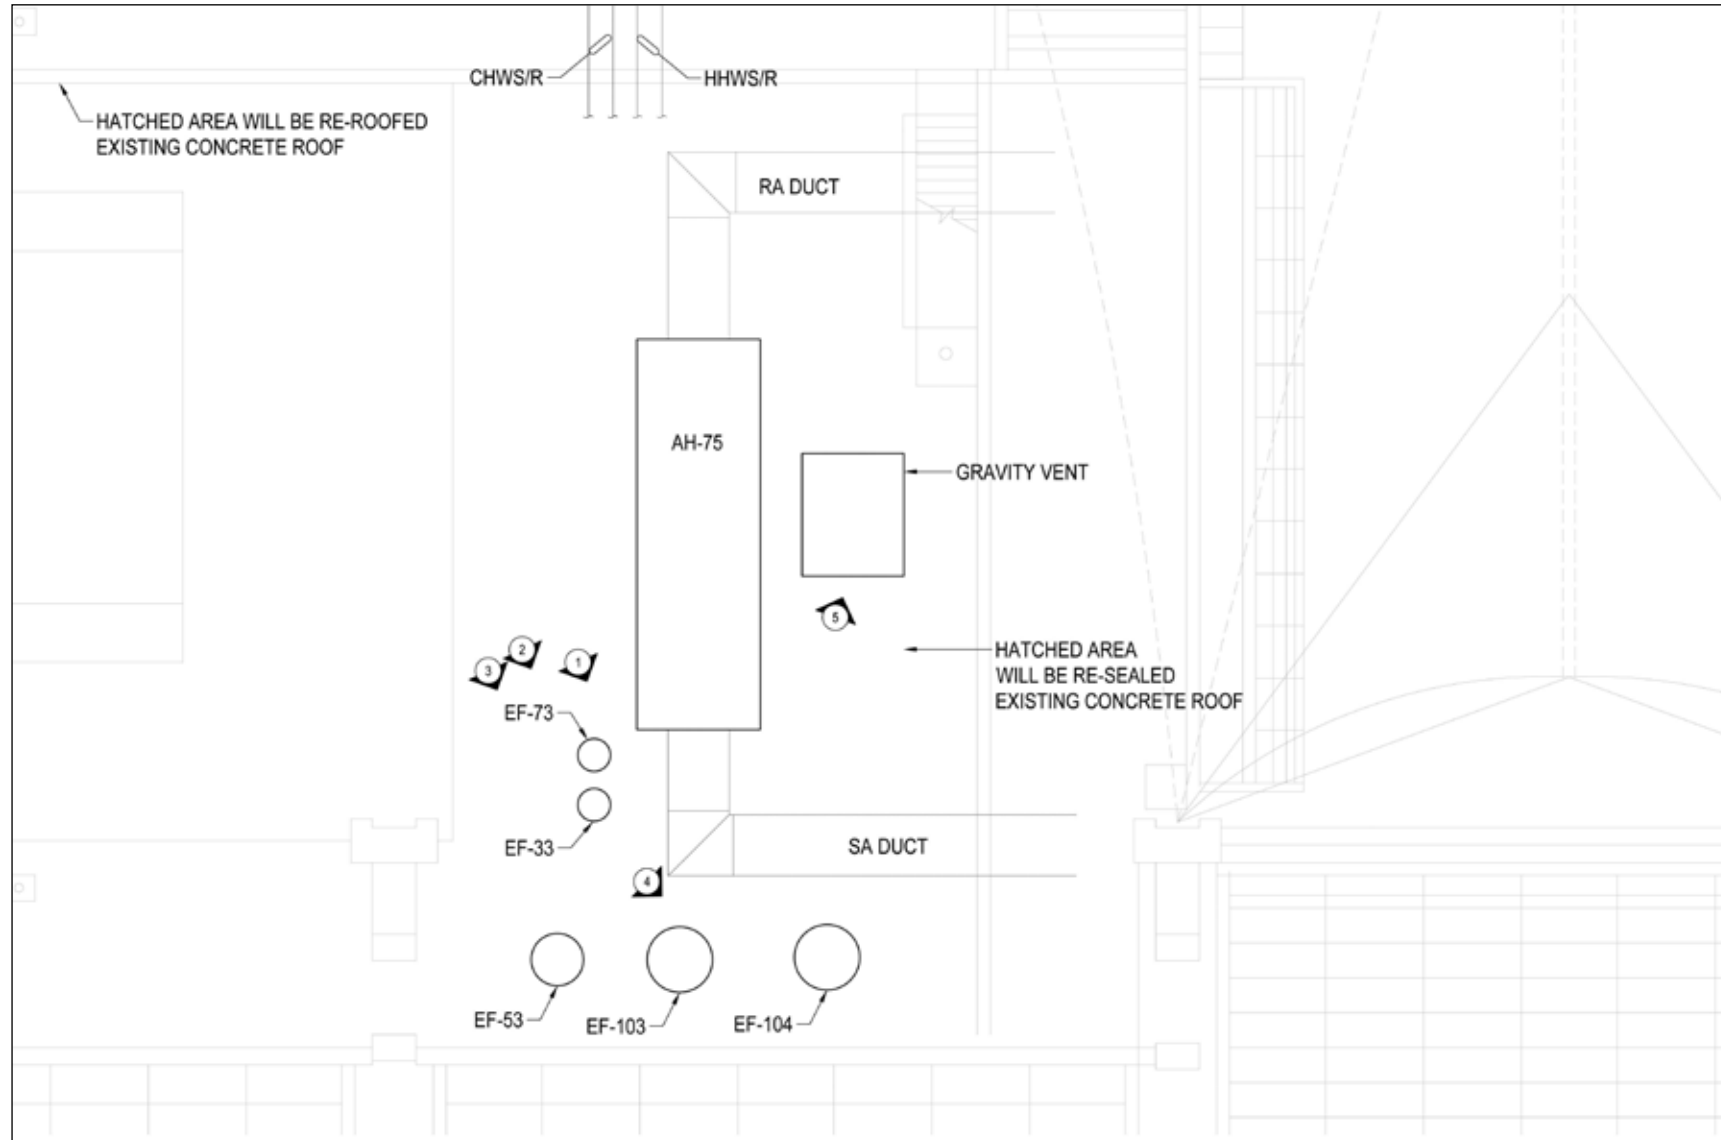 CHWS/R
HHWS/R
HATCHED AREA WILL BE RE-ROOFED
EXISTING CONCRETE ROOF
RA DUCT
AH-75
GRAVITY VENT
5
HATCHED AREA
WILL BE RE-SEALED
EXISTING CONCRETE ROOF
2
1
3
EF-73
EF-33
SA DUCT
4
EF-53
EF-103
EF-104